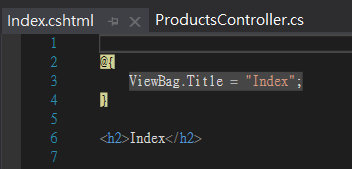 Index.cshtml ProductsController.cs
1
2 @{
3 ViewBag.Title = "Index";
4 }
5
6 <h2>Index</h2>
7